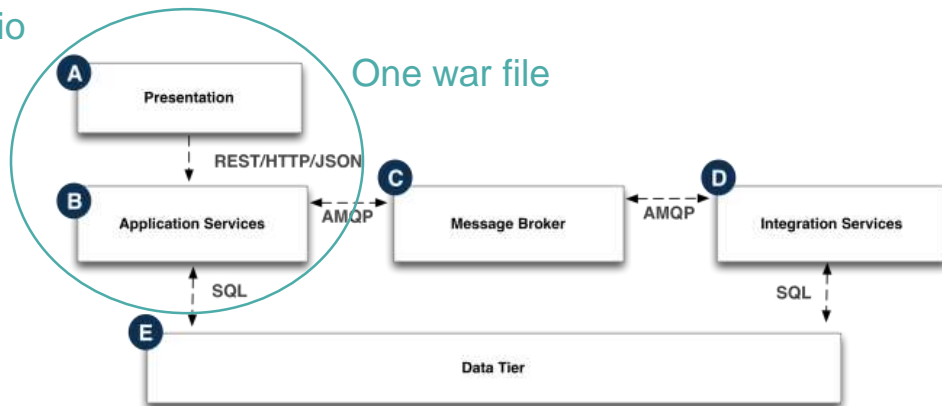 io
One war file
A
Presentation
REST/HTTP/JSON
B
Application Services
AMQP
C
Message Broker
AMQP
D
Integration Services
SQL
SQL
E
Data Tier